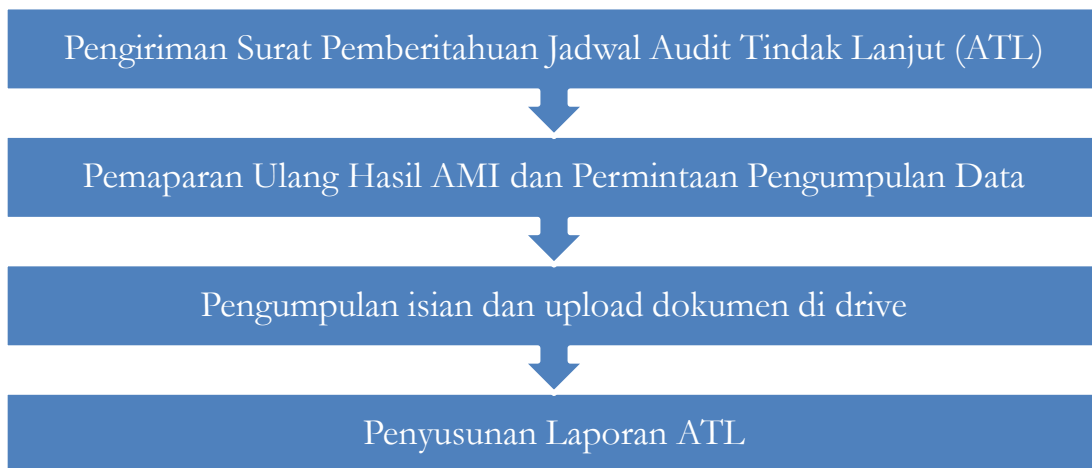 Pengiriman Surat Pemberitahuan Jadwal Audit Tindak Lanjut (ATL)
Pemaparan Ulang Hasil AMI dan Permintaan Pengumpulan Data
Pengumpulan isian dan upload dokumen di drive
Penyusunan Laporan ATL